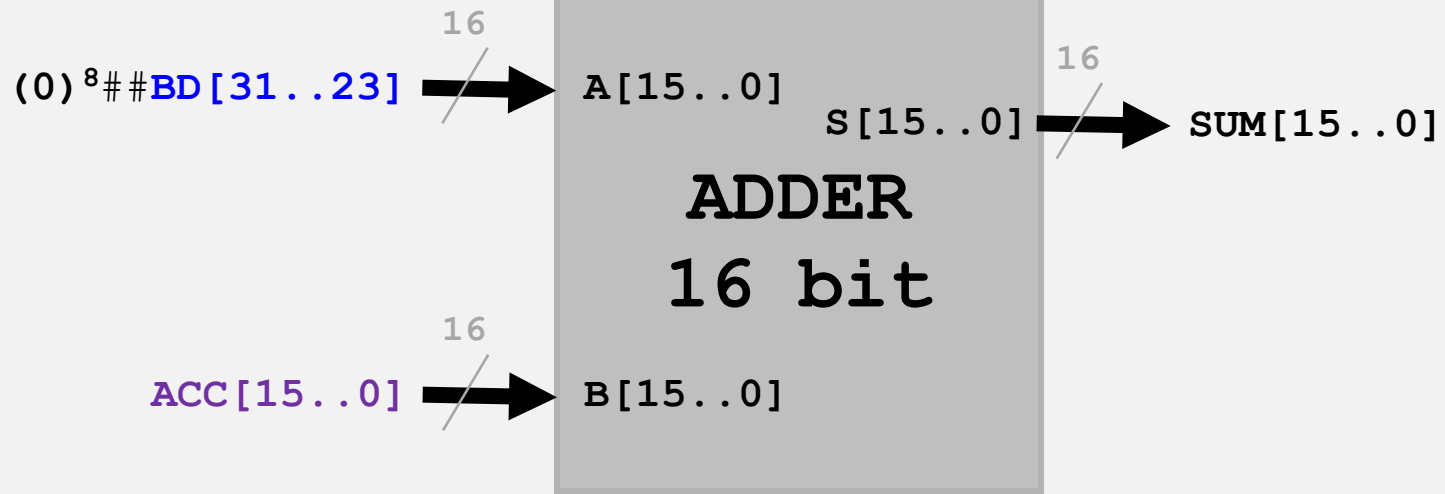 16
(0)⁸##BD[31..23]
A[15..0]
S[15..0]
16
SUM[15..0]
ADDER
16 bit
16
ACC[15..0]
B[15..0]